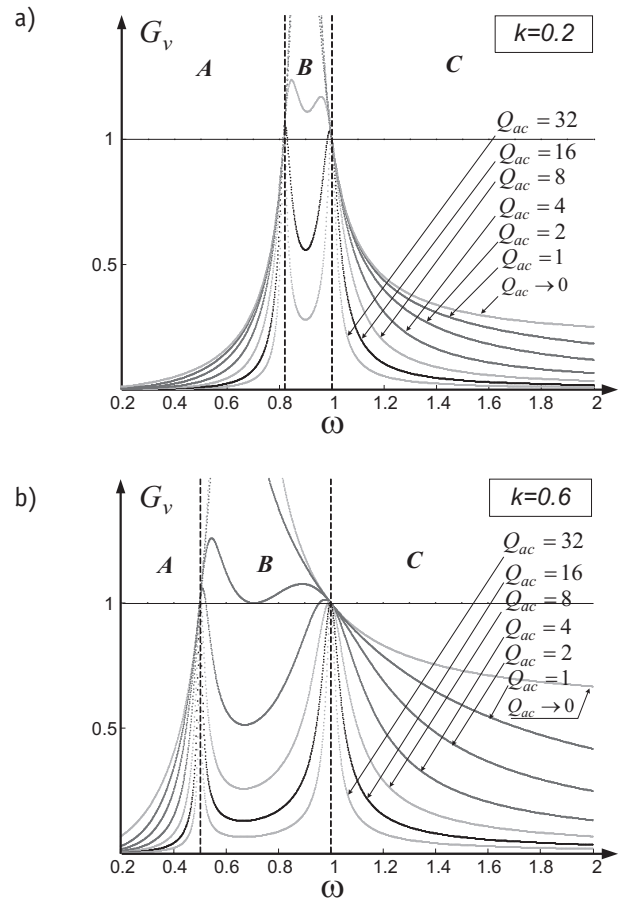 a)
G_v
k=0.2
A
B
C
Q_ac = 32
Q_ac = 16
Q_ac = 8
Q_ac = 4
Q_ac = 2
Q_ac = 1
Q_ac → 0
1
0.5
0.2 0.4 0.6 0.8 1 1.2 1.4 1.6 1.8 2
ω
b)
G_v
k=0.6
A
B
C
Q_ac = 32
Q_ac = 16
Q_ac = 8
Q_ac = 4
Q_ac = 2
Q_ac = 1
Q_ac → 0
1
0.5
0.2 0.4 0.6 0.8 1 1.2 1.4 1.6 1.8 2
ω